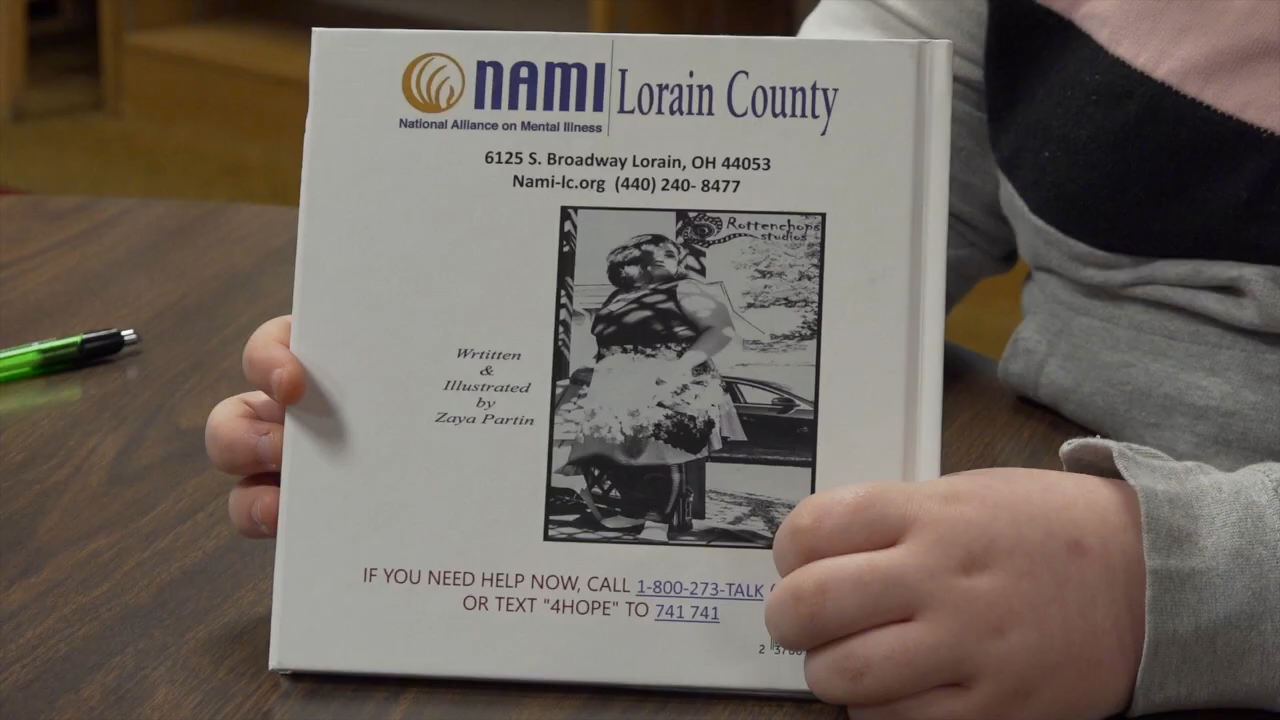 NAMI Lorain County
National Alliance on Mental Illness
6125 S. Broadway Lorain, OH 44053
Nami-lc.org (440) 240- 8477
Rottenchops
studios
Wrtitten
&
Illustrated
by
Zaya Partin
IF YOU NEED HELP NOW, CALL 1-800-273-TALK (
OR TEXT "4HOPE" TO 741 741
2